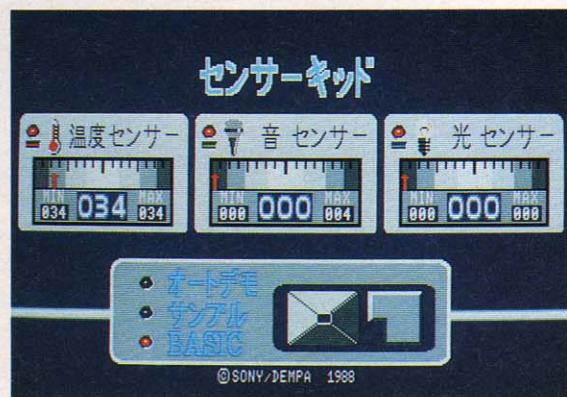 センサーキッド
温度センサー
MIN 034 034 MAX 034
音 センサー
MIN 000 000 MAX 004
光 センサー
MIN 000 000 MAX 000
オートデモ
サンプル
BASIC
©SONY/DEMPA 1988